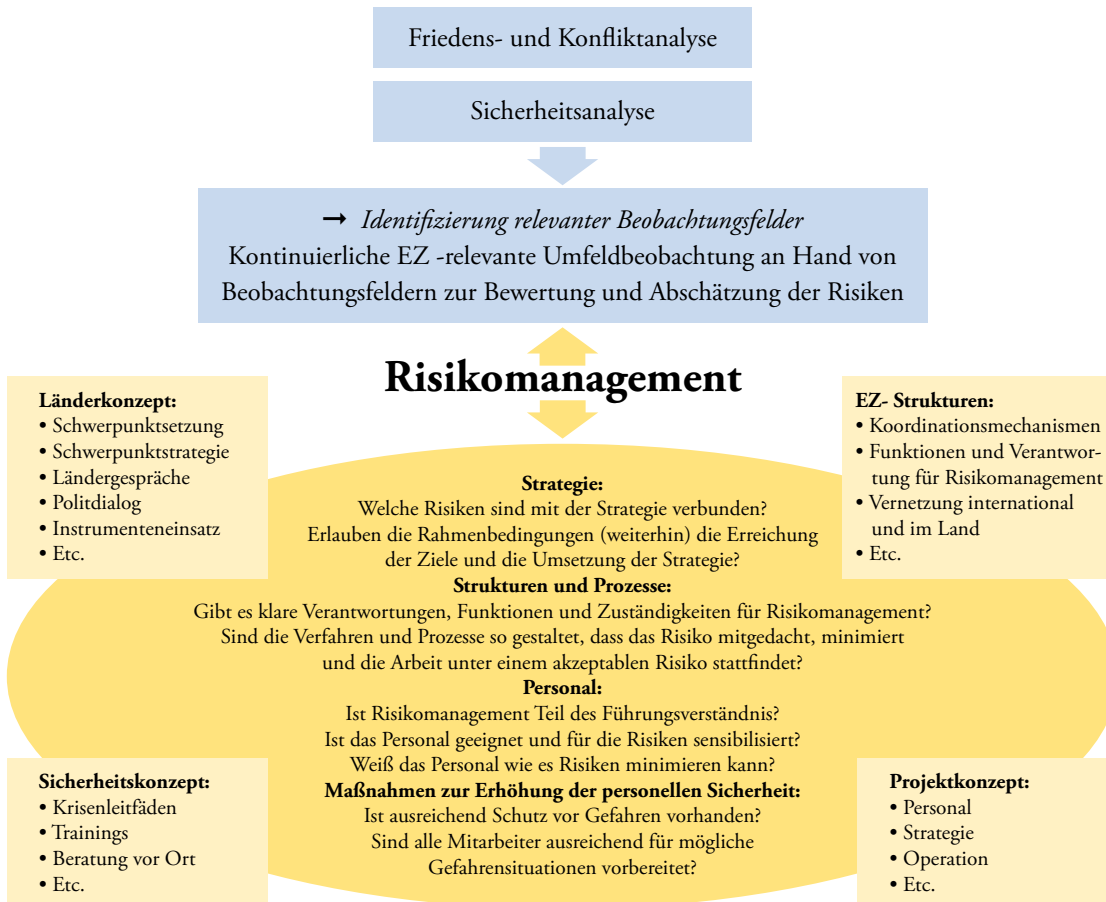 Friedens- und Konfliktanalyse
Sicherheitsanalyse
→ Identifizierung relevanter Beobachtungsfelder
Kontinuierliche EZ -relevante Umfeldbeobachtung an Hand von
Beobachtungsfeldern zur Bewertung und Abschätzung der Risiken
Risikomanagement
Länderkonzept:
• Schwerpunktsetzung
• Schwerpunktstrategie
• Ländergespräche
• Politdialog
• Instrumenteneinsatz
• Etc.
EZ- Strukturen:
• Koordinationsmechanismen
• Funktionen und Verantwor-
tung für Risikomanagement
• Vernetzung international
und im Land
• Etc.
Strategie:
Welche Risiken sind mit der Strategie verbunden?
Erlauben die Rahmenbedingungen (weiterhin) die Erreichung
der Ziele und die Umsetzung der Strategie?
Strukturen und Prozesse:
Gibt es klare Verantwortungen, Funktionen und Zuständigkeiten für Risikomanagement?
Sind die Verfahren und Prozesse so gestaltet, dass das Risiko mitgedacht, minimiert
und die Arbeit unter einem akzeptablen Risiko stattfindet?
Personal:
Ist Risikomanagement Teil des Führungsverständnis?
Ist das Personal geeignet und für die Risiken sensibilisiert?
Weiß das Personal wie es Risiken minimieren kann?
Maßnahmen zur Erhöhung der personellen Sicherheit:
Ist ausreichend Schutz vor Gefahren vorhanden?
Sind alle Mitarbeiter ausreichend für mögliche
Gefahrensituationen vorbereitet?
Sicherheitskonzept:
• Krisenleitfäden
• Trainings
• Beratung vor Ort
• Etc.
Projektkonzept:
• Personal
• Strategie
• Operation
• Etc.